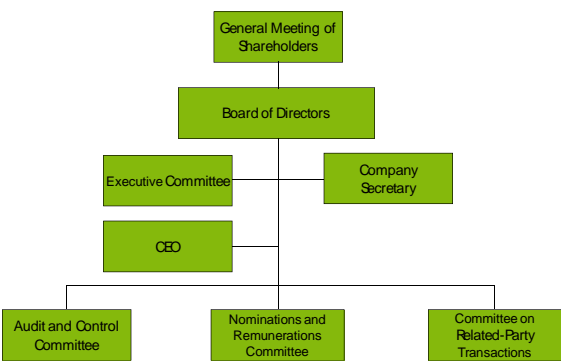 General Meeting of
Shareholders
Board of Directors
Executive Committee
Company
Secretary
CEO
Audit and Control
Committee
Nominations and
Remunerations
Committee
Committee on
Related-Party
Transactions